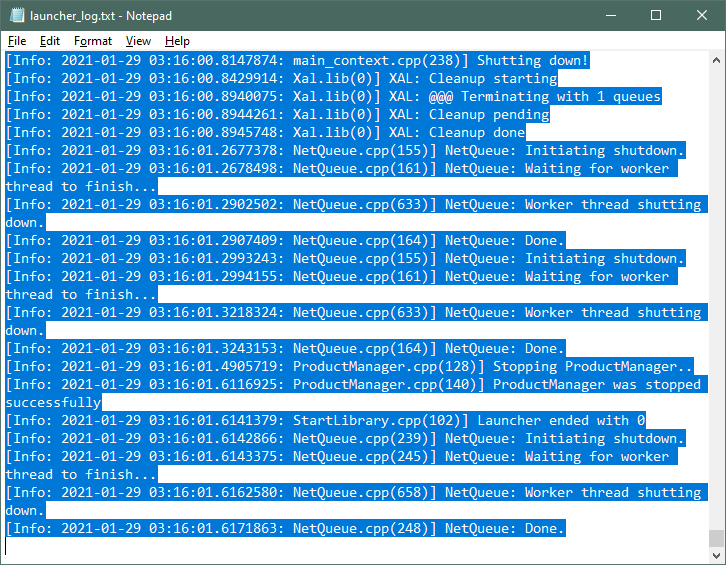 launcher_log.txt - Notepad
File Edit Format View Help
[Info: 2021-01-29 03:16:00.8147874: main_context.cpp(238)] Shutting down!
[Info: 2021-01-29 03:16:00.8429914: Xal.lib(0)] XAL: Cleanup starting
[Info: 2021-01-29 03:16:00.8940075: Xal.lib(0)] XAL: @@@ Terminating with 1 queues
[Info: 2021-01-29 03:16:00.8944261: Xal.lib(0)] XAL: Cleanup pending
[Info: 2021-01-29 03:16:00.8945748: Xal.lib(0)] XAL: Cleanup done
[Info: 2021-01-29 03:16:01.2677378: NetQueue.cpp(155)] NetQueue: Initiating shutdown.
[Info: 2021-01-29 03:16:01.2678498: NetQueue.cpp(161)] NetQueue: Waiting for worker
thread to finish...
[Info: 2021-01-29 03:16:01.2902502: NetQueue.cpp(633)] NetQueue: Worker thread shutting
down.
[Info: 2021-01-29 03:16:01.2907409: NetQueue.cpp(164)] NetQueue: Done.
[Info: 2021-01-29 03:16:01.2993243: NetQueue.cpp(155)] NetQueue: Initiating shutdown.
[Info: 2021-01-29 03:16:01.2994155: NetQueue.cpp(161)] NetQueue: Waiting for worker
thread to finish...
[Info: 2021-01-29 03:16:01.3218324: NetQueue.cpp(633)] NetQueue: Worker thread shutting
down.
[Info: 2021-01-29 03:16:01.3243153: NetQueue.cpp(164)] NetQueue: Done.
[Info: 2021-01-29 03:16:01.4905719: ProductManager.cpp(128)] Stopping ProductManager..
[Info: 2021-01-29 03:16:01.6116925: ProductManager.cpp(140)] ProductManager was stopped
successfully
[Info: 2021-01-29 03:16:01.6141379: StartLibrary.cpp(102)] Launcher ended with 0
[Info: 2021-01-29 03:16:01.6142866: NetQueue.cpp(239)] NetQueue: Initiating shutdown.
[Info: 2021-01-29 03:16:01.6143375: NetQueue.cpp(245)] NetQueue: Waiting for worker
thread to finish...
[Info: 2021-01-29 03:16:01.6162580: NetQueue.cpp(658)] NetQueue: Worker thread shutting
down.
[Info: 2021-01-29 03:16:01.6171863: NetQueue.cpp(248)] NetQueue: Done.